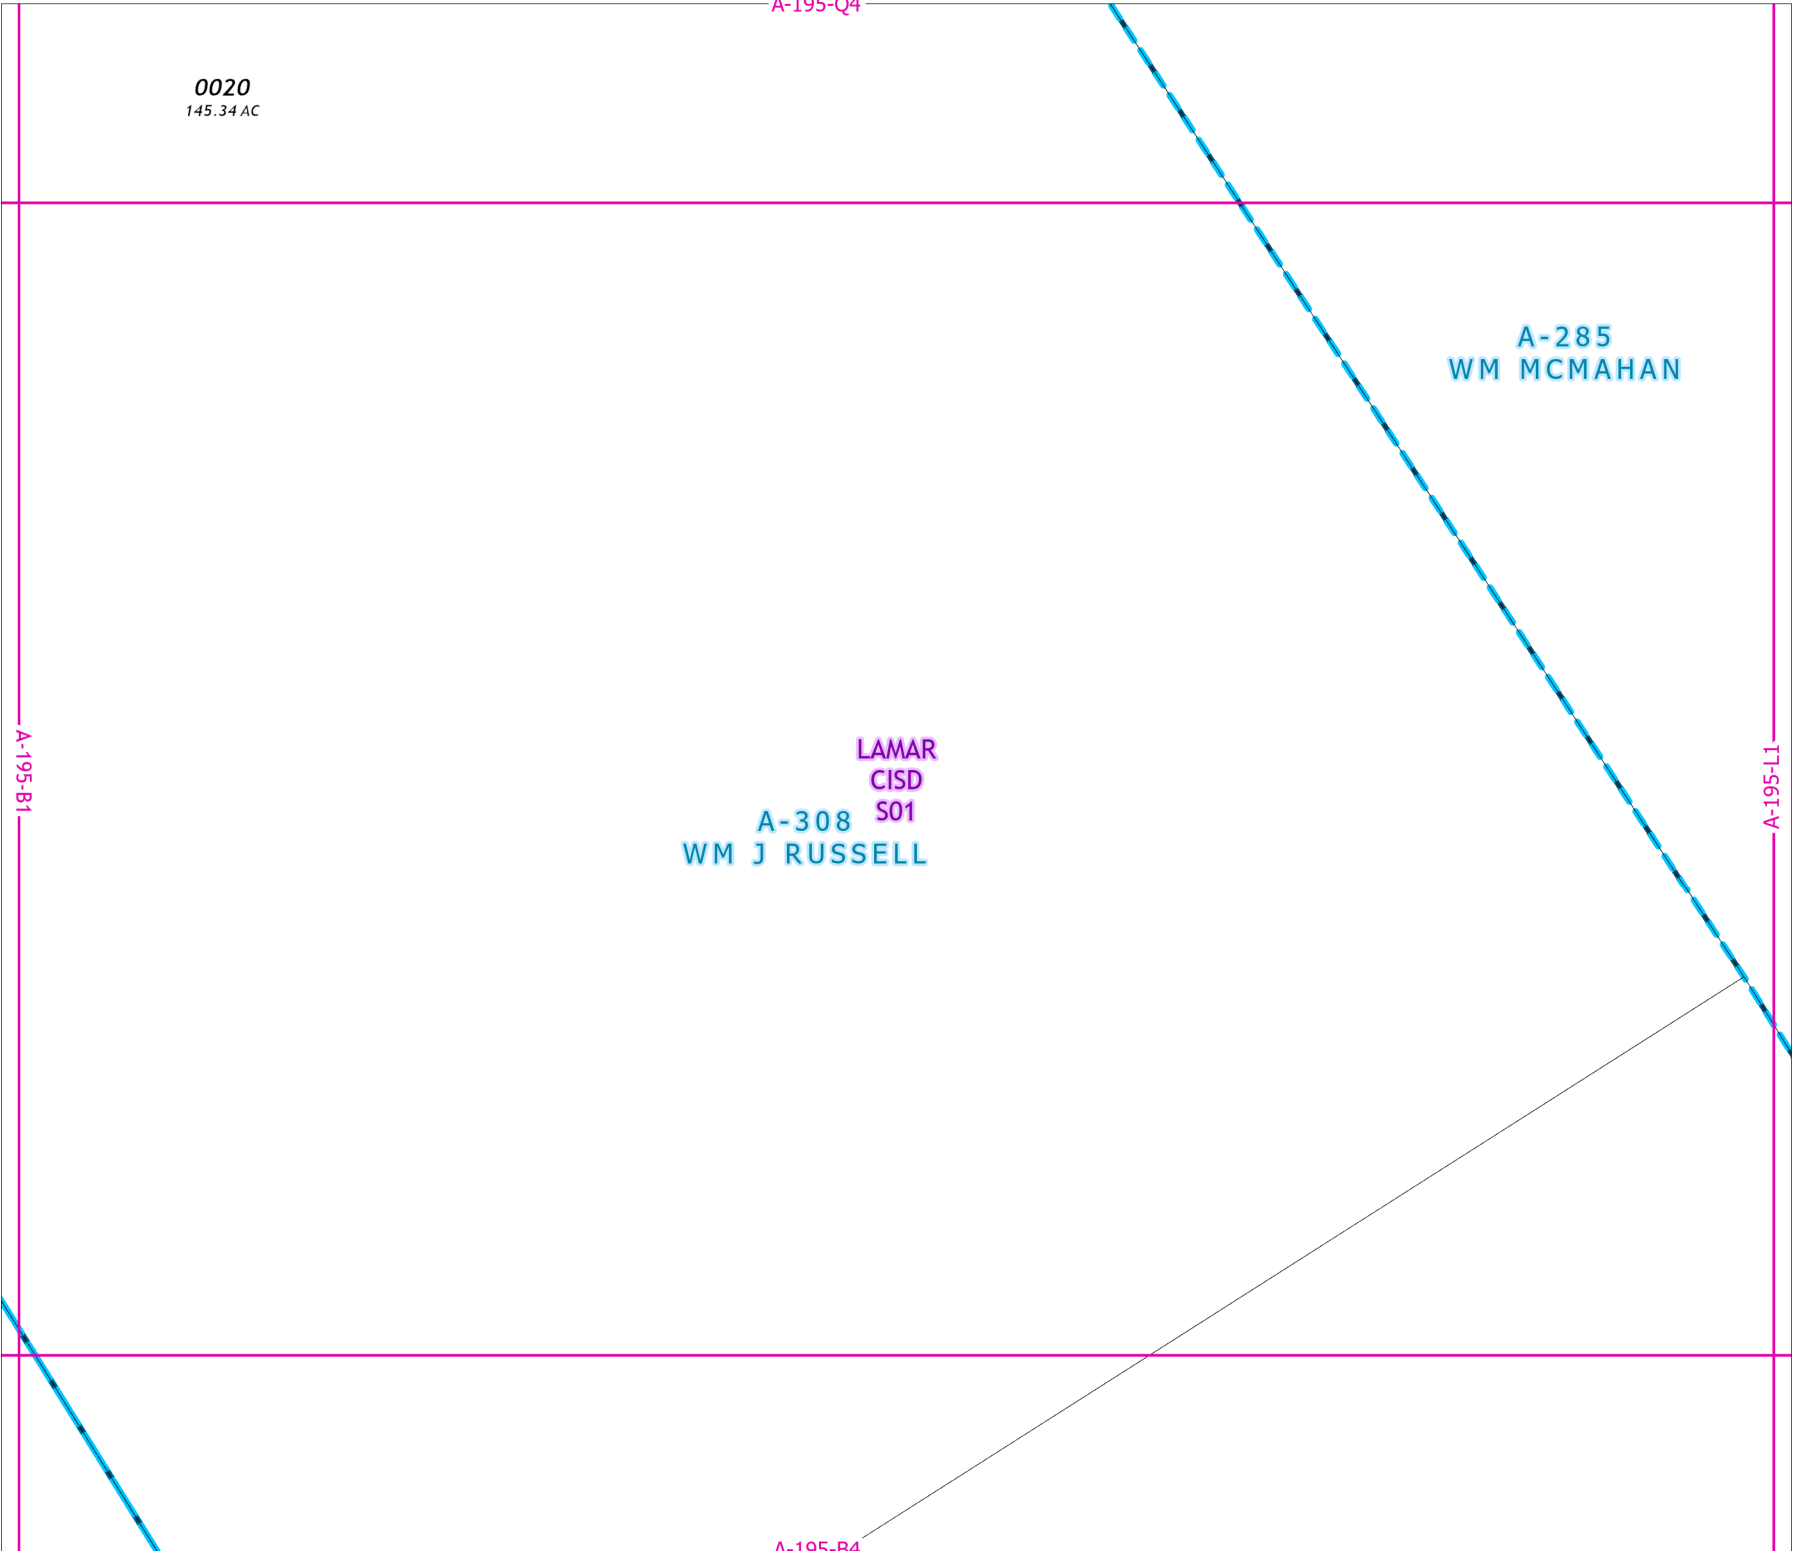 A-195-Q4
0020
145.34 AC
A-285
WM MCMAHAN
A-195-B1
A-195-L1
LAMAR
CISD
S01
A-308
WM J RUSSELL
A-195-B4